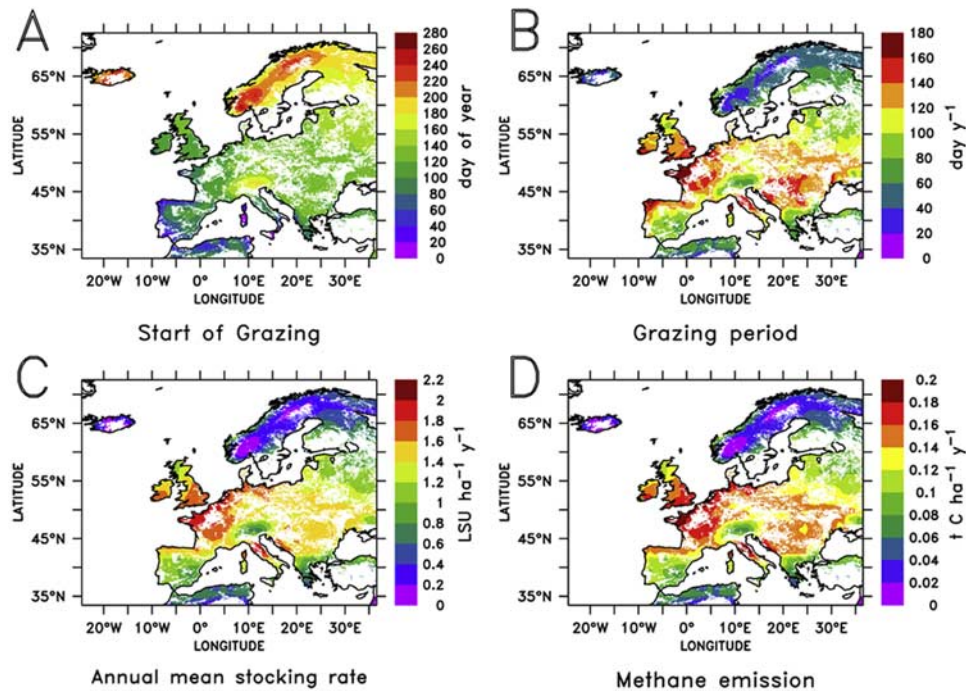 A
65°N
55°N
45°N
35°N
LATITUDE
20°W 10°W 0° 10°E 20°E 30°E
LONGITUDE
280
260
240
220
200
180
160
140
120
100
80
60
40
20
0
day of year
Start of Grazing
B
65°N
55°N
45°N
35°N
LATITUDE
20°W 10°W 0° 10°E 20°E 30°E
LONGITUDE
180
160
140
120
100
80
60
40
20
0
day y⁻¹
Grazing period
C
65°N
55°N
45°N
35°N
LATITUDE
20°W 10°W 0° 10°E 20°E 30°E
LONGITUDE
2.2
2
1.8
1.6
1.4
1.2
1
0.8
0.6
0.4
0.2
0
LSU ha⁻¹ y⁻¹
Annual mean stocking rate
D
65°N
55°N
45°N
35°N
LATITUDE
20°W 10°W 0° 10°E 20°E 30°E
LONGITUDE
0.2
0.18
0.16
0.14
0.12
0.1
0.08
0.06
0.04
0.02
0
t C ha⁻¹ y⁻¹
Methane emission